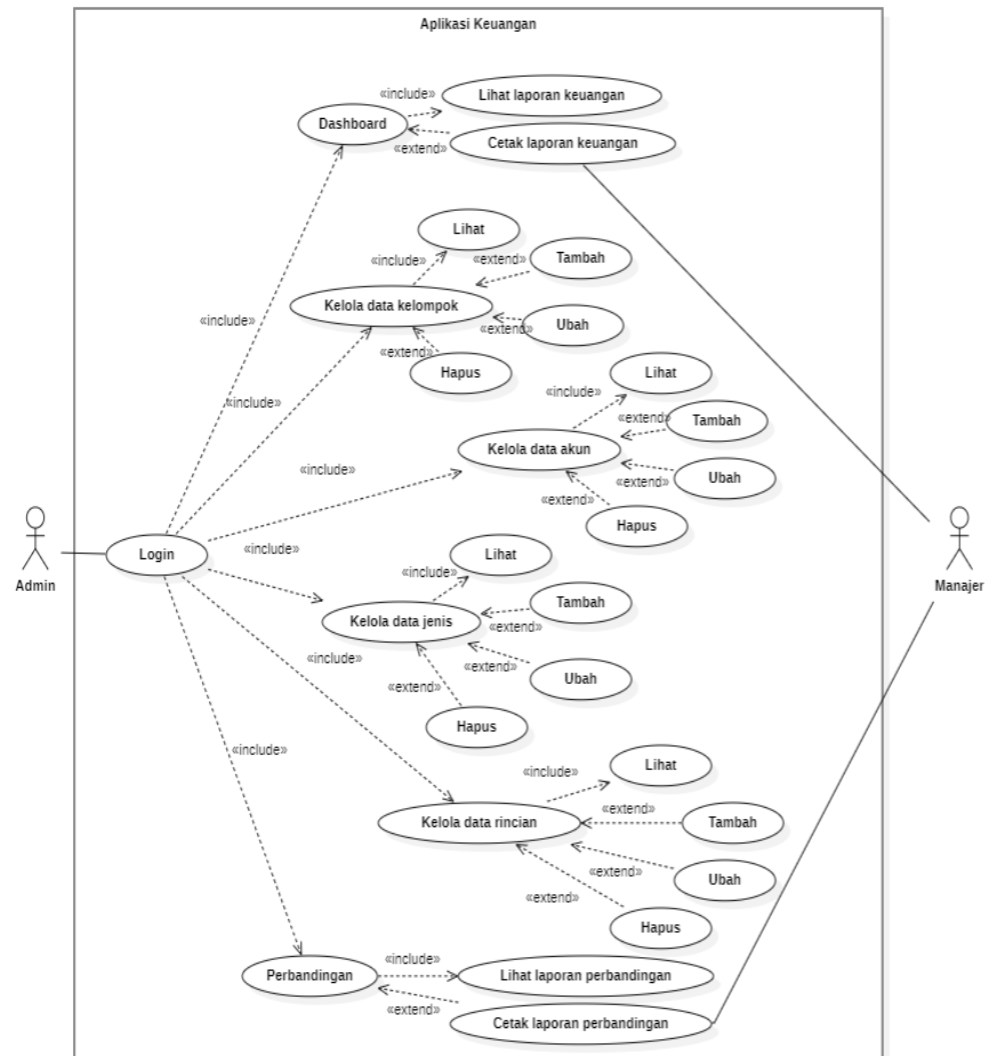 Aplikasi Keuangan
«include»
Lihat laporan keuangan
Dashboard
Cetak laporan keuangan
«extend»
Lihat
«include»
«extend»
Tambah
Kelola data kelompok
«include»
«extend»
Ubah
«extend»
Hapus
Lihat
«include»
«include»
«extend»
Tambah
Kelola data akun
«include»
«extend»
Ubah
«extend»
Hapus
Admin
Login
Manajer
«include»
Lihat
«include»
Tambah
Kelola data jenis
«extend»
«include»
«extend»
Ubah
«extend»
Hapus
«include»
Lihat
«include»
«extend»
Kelola data rincian
Tambah
«extend»
Ubah
«extend»
Hapus
«include»
Perbandingan
Lihat laporan perbandingan
«extend»
Cetak laporan perbandingan